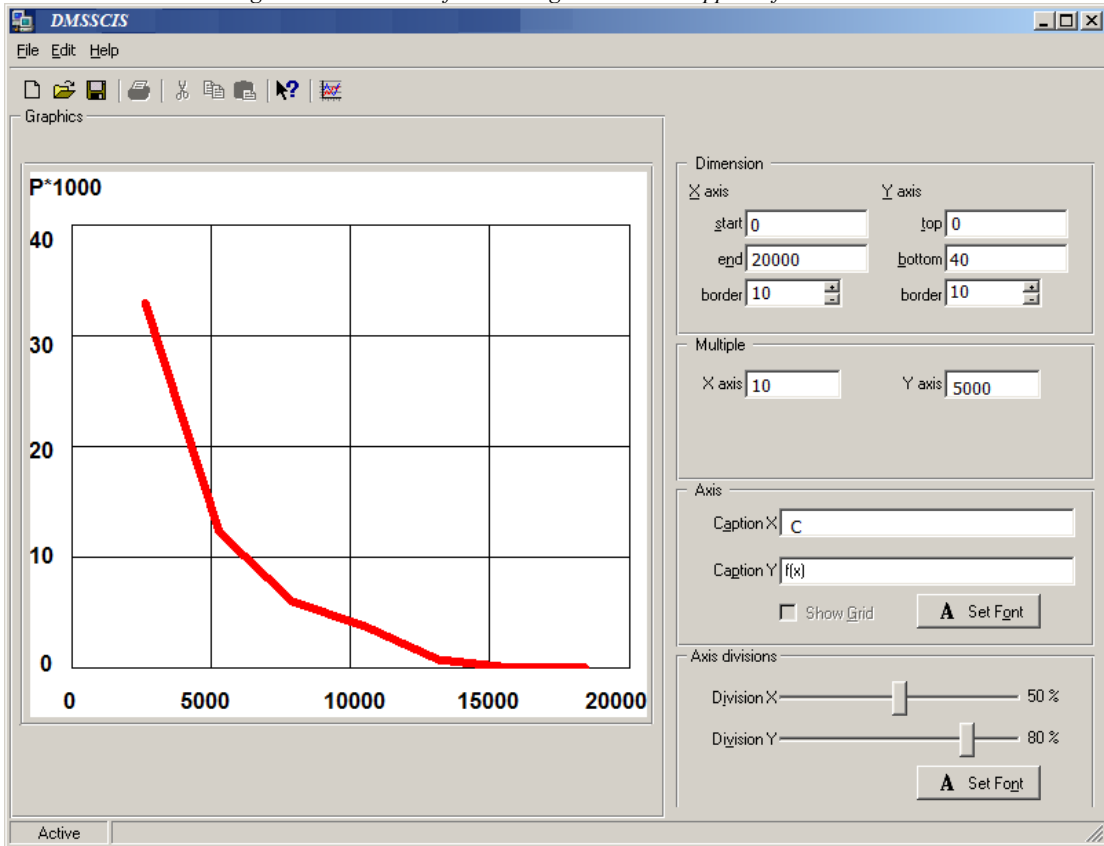 DMSSCIS
File Edit Help
Graphics
P*1000
40
30
20
10
0
0 5000 10000 15000 20000
Dimension
X axis Y axis
start 0 top 0
end 20000 bottom 40
border 10 border 10
Multiple
X axis 10 Y axis 5000
Axis
Caption X C
Caption Y f(x)
Show Grid A Set Font
Axis divisions
Division X 50 %
Division Y 80 %
A Set Font
Active